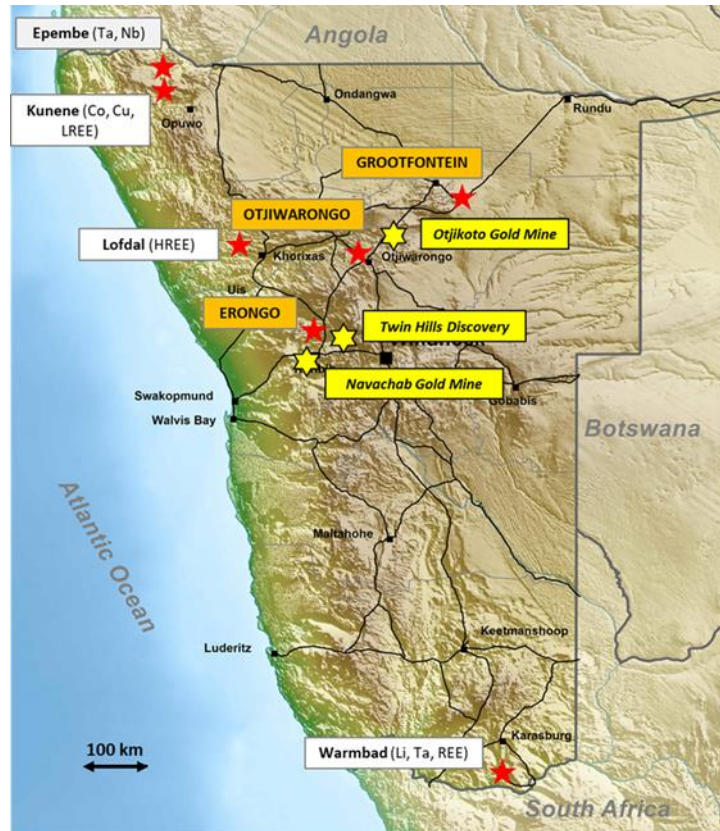 Epembe (Ta, Nb)
Angola
Kunene (Co, Cu,
LREE)
Ondangwa
Rundu
Opuwo
GROOTFONTEIN
OTJIWARONGO
Lofdal (HREE)
Otjikoto Gold Mine
Khorixas
Otjiwarongo
Uis
ERONGO
Twin Hills Discovery
Navachab Gold Mine
Gobabis
Swakopmund
Walvis Bay
Botswana
Atlantic Ocean
Maltahohe
Keetmanshoop
Luderitz
100 km
Karasburg
Warmbad (Li, Ta, REE)
South Africa